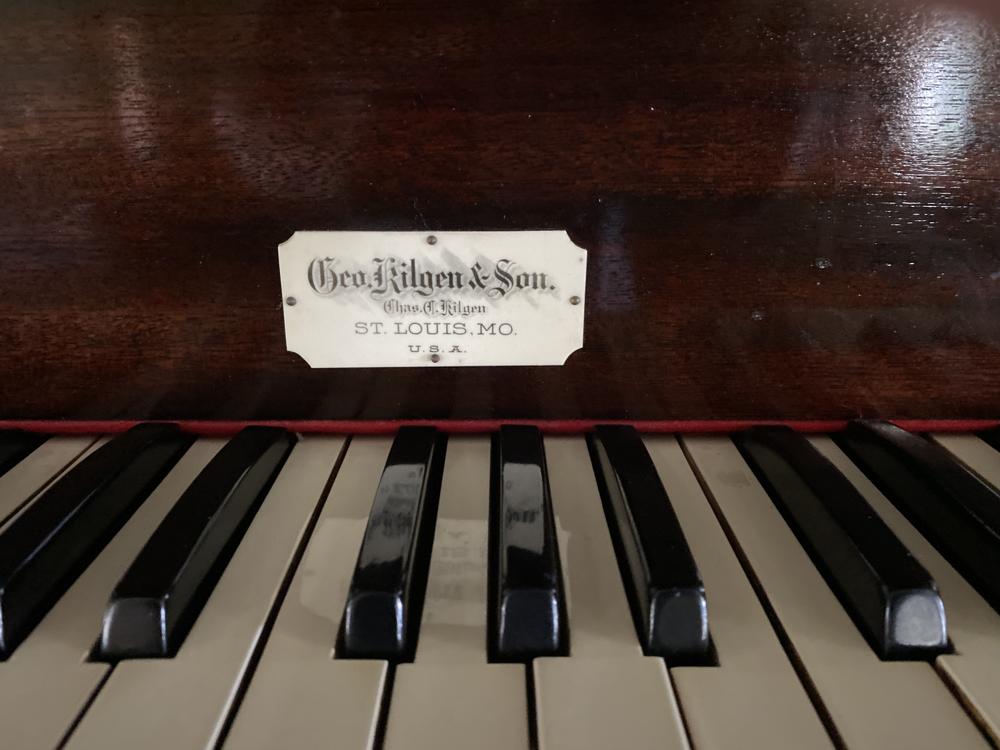 Geo. Kilgen & Son.
Chas. C. Kilgen
ST. LOUIS, MO.
U.S.A.